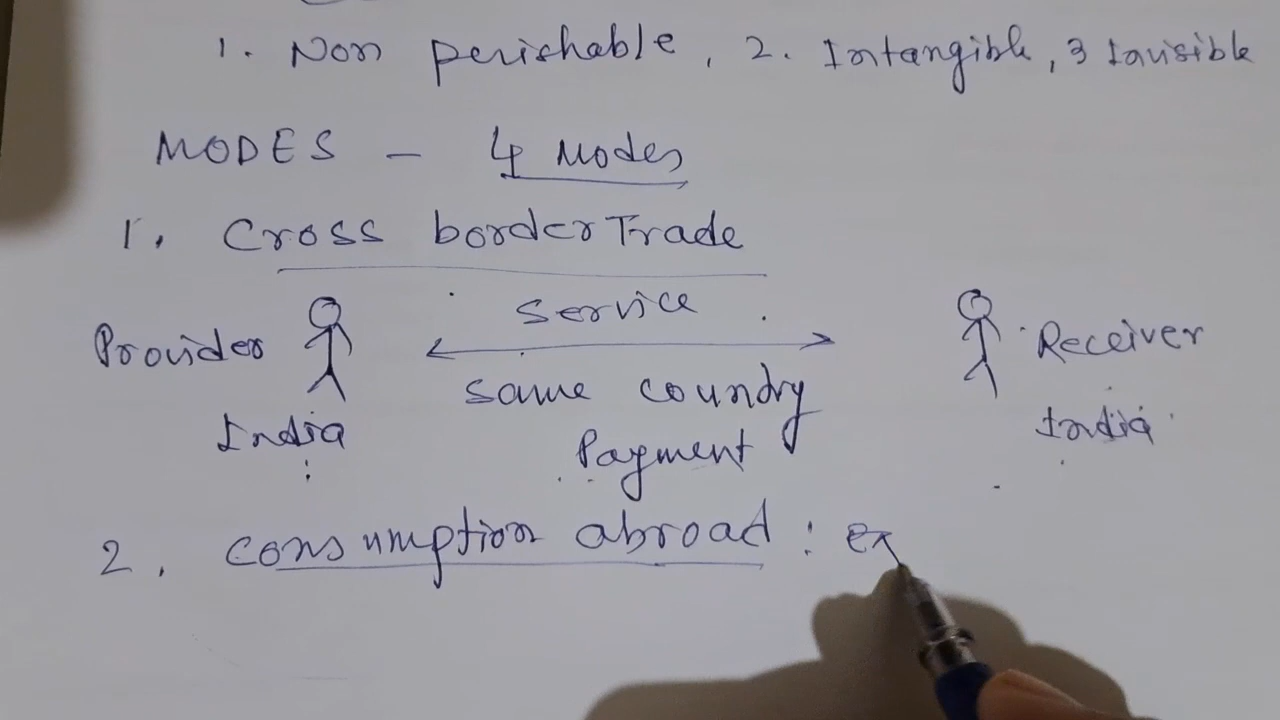 1. Non perishable, 2. Intangible, 3 Invisible
MODES - 4 Modes
1. Cross border Trade
Service
Provider
Receiver
same country
India
India
Payment
2. Consumption abroad : ex